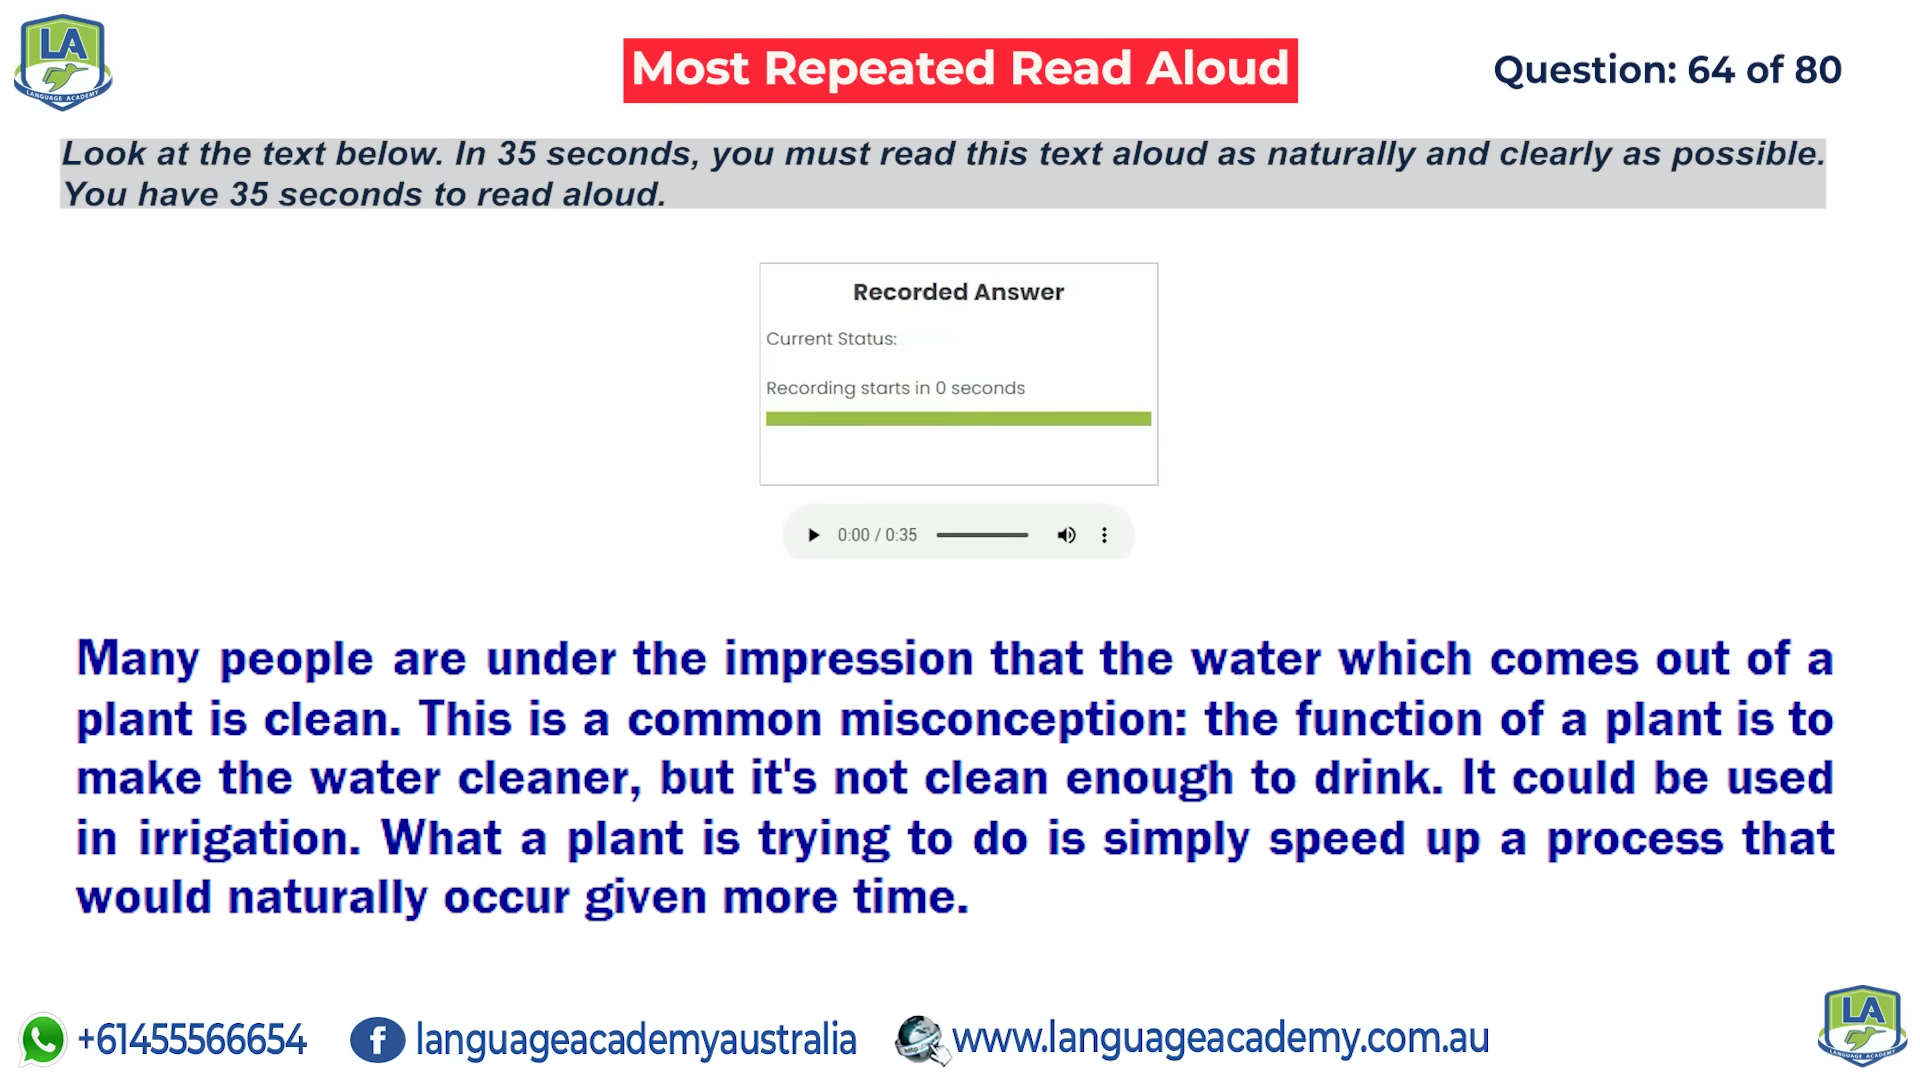 LA
LANGUAGE ACADEMY
Most Repeated Read Aloud
Question: 64 of 80
Look at the text below. In 35 seconds, you must read this text aloud as naturally and clearly as possible.
You have 35 seconds to read aloud.
Recorded Answer
Current Status:
Recording starts in 0 seconds
0:00 / 0:35
Many people are under the impression that the water which comes out of a
plant is clean. This is a common misconception: the function of a plant is to
make the water cleaner, but it's not clean enough to drink. It could be used
in irrigation. What a plant is trying to do is simply speed up a process that
would naturally occur given more time.
+61455566654
f
languageacademyaustralia
http://
www.languageacademy.com.au
LA
LANGUAGE ACADEMY